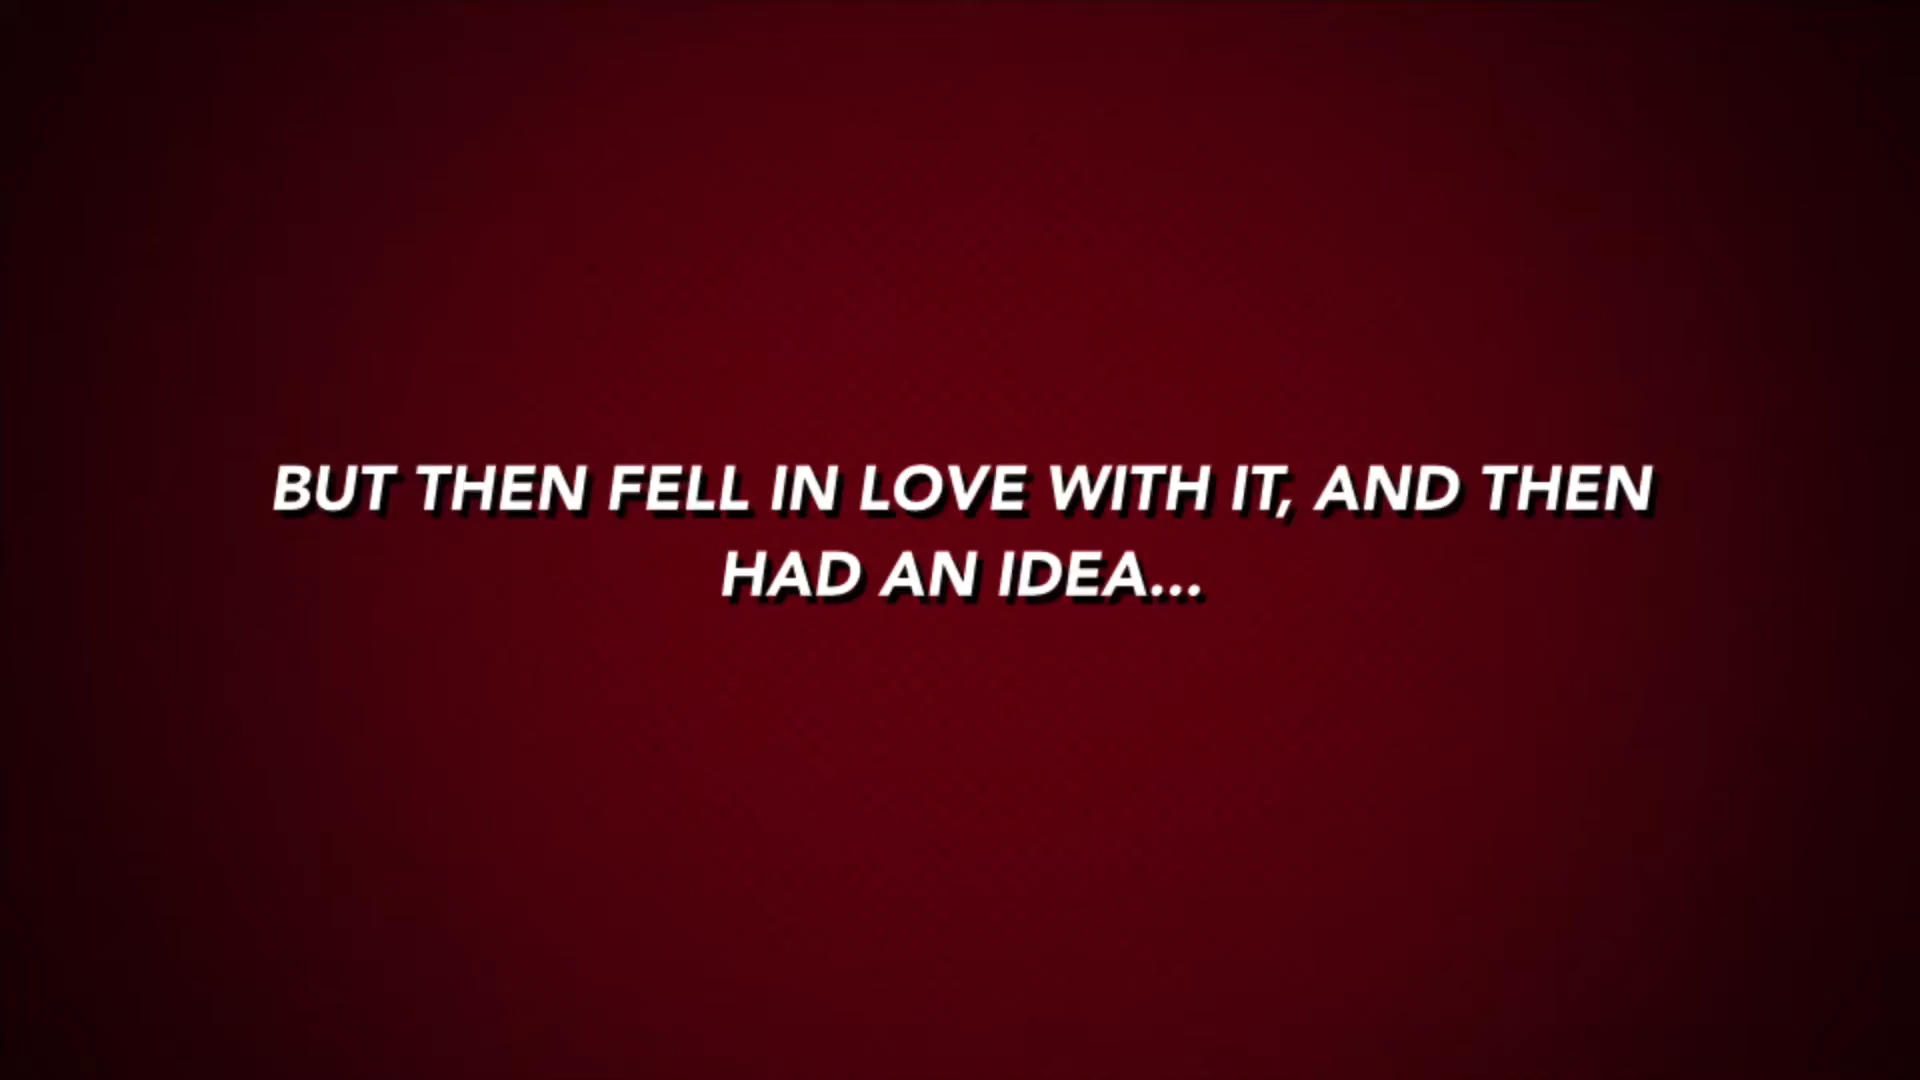 BUT THEN FELL IN LOVE WITH IT, AND THEN
HAD AN IDEA...